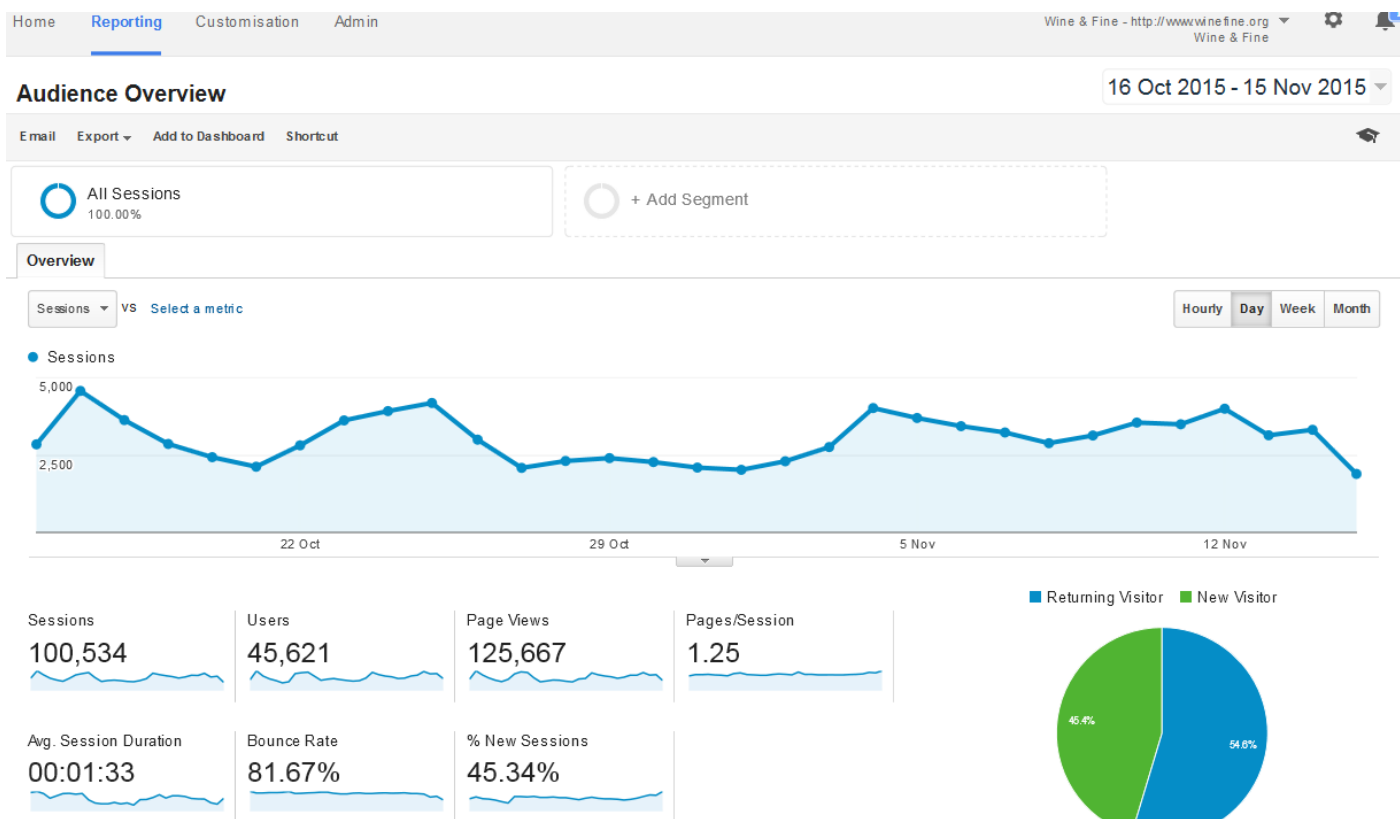 Home Reporting Customisation Admin
Wine & Fine - http://www.winefine.org
Wine & Fine
Audience Overview
16 Oct 2015 - 15 Nov 2015
Email Export Add to Dashboard Shortcut
All Sessions
100.00%
+ Add Segment
Overview
Sessions VS Select a metric
Hourly Day Week Month
Sessions
5,000
2,500
22 Oct 29 Oct 5 Nov 12 Nov
Returning Visitor New Visitor
Sessions Users Page Views Pages/Session
100,534 45,621 125,667 1.25
45.4%
54.6%
Avg. Session Duration Bounce Rate % New Sessions
00:01:33 81.67% 45.34%